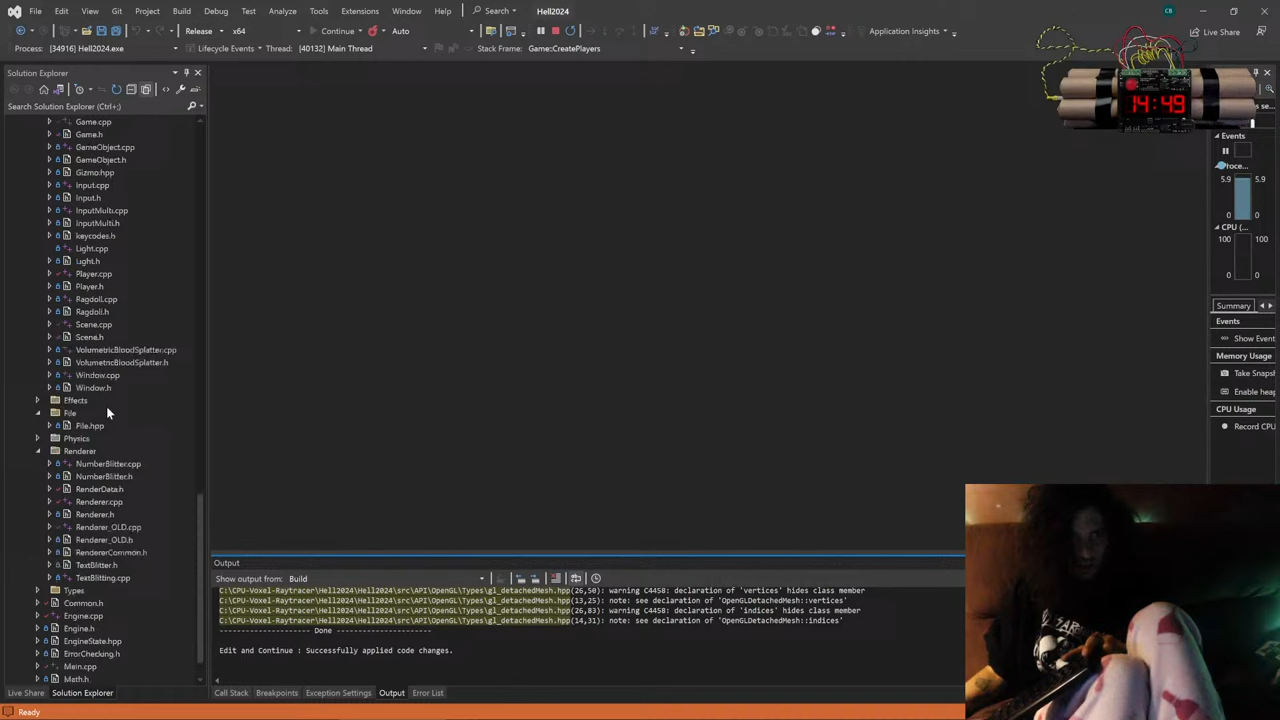 File Edit View Git Project Build Debug Test Analyze Tools Extensions Window Help Search Hell2024 CB
Release x64 Continue Auto Application Insights Live Share
Process: [34916] Hell2024.exe Lifecycle Events Thread: [40132] Main Thread Stack Frame: Game::CreatePlayers
14:49
Solution Explorer
Search Solution Explorer (Ctrl+;)
Game.cpp
Game.h
GameObject.cpp
GameObject.h
Gizmo.hpp
Input.cpp
Input.h
InputMulti.cpp
InputMulti.h
keycodes.h
Light.cpp
Light.h
Player.cpp
Player.h
Ragdoll.cpp
Ragdoll.h
Scene.cpp
Scene.h
VolumetricBloodSplatter.cpp
VolumetricBloodSplatter.h
Window.cpp
Window.h
Effects
File
File.hpp
Physics
Renderer
NumberBlitter.cpp
NumberBlitter.h
RenderData.h
Renderer.cpp
Renderer.h
Renderer_OLD.cpp
Renderer_OLD.h
RendererCommon.h
TextBlitter.h
TextBlitting.cpp
Types
Common.h
Engine.cpp
Engine.h
EngineState.hpp
ErrorChecking.h
Main.cpp
Math.h
Live Share Solution Explorer
Output
Show output from: Build
C:\CPU-Voxel-Raytracer\Hell2024\Hell2024\src\API\OpenGL\Types\gl_detachedMesh.hpp(26,50): warning C4458: declaration of 'vertices' hides class member
C:\CPU-Voxel-Raytracer\Hell2024\Hell2024\src\API\OpenGL\Types\gl_detachedMesh.hpp(13,25): note: see declaration of 'OpenGLDetachedMesh::vertices'
C:\CPU-Voxel-Raytracer\Hell2024\Hell2024\src\API\OpenGL\Types\gl_detachedMesh.hpp(26,83): warning C4458: declaration of 'indices' hides class member
C:\CPU-Voxel-Raytracer\Hell2024\Hell2024\src\API\OpenGL\Types\gl_detachedMesh.hpp(14,31): note: see declaration of 'OpenGLDetachedMesh::indices'
---------------------- Done ----------------------
Edit and Continue : Successfully applied code changes.
Call Stack Breakpoints Exception Settings Output Error List
Events
5.9 5.9
0 0
CPU (...
100 100
0 0
Summary
Events
Show Event
Memory Usage
Take Snaps
Enable heap
CPU Usage
Record CPU
Ready